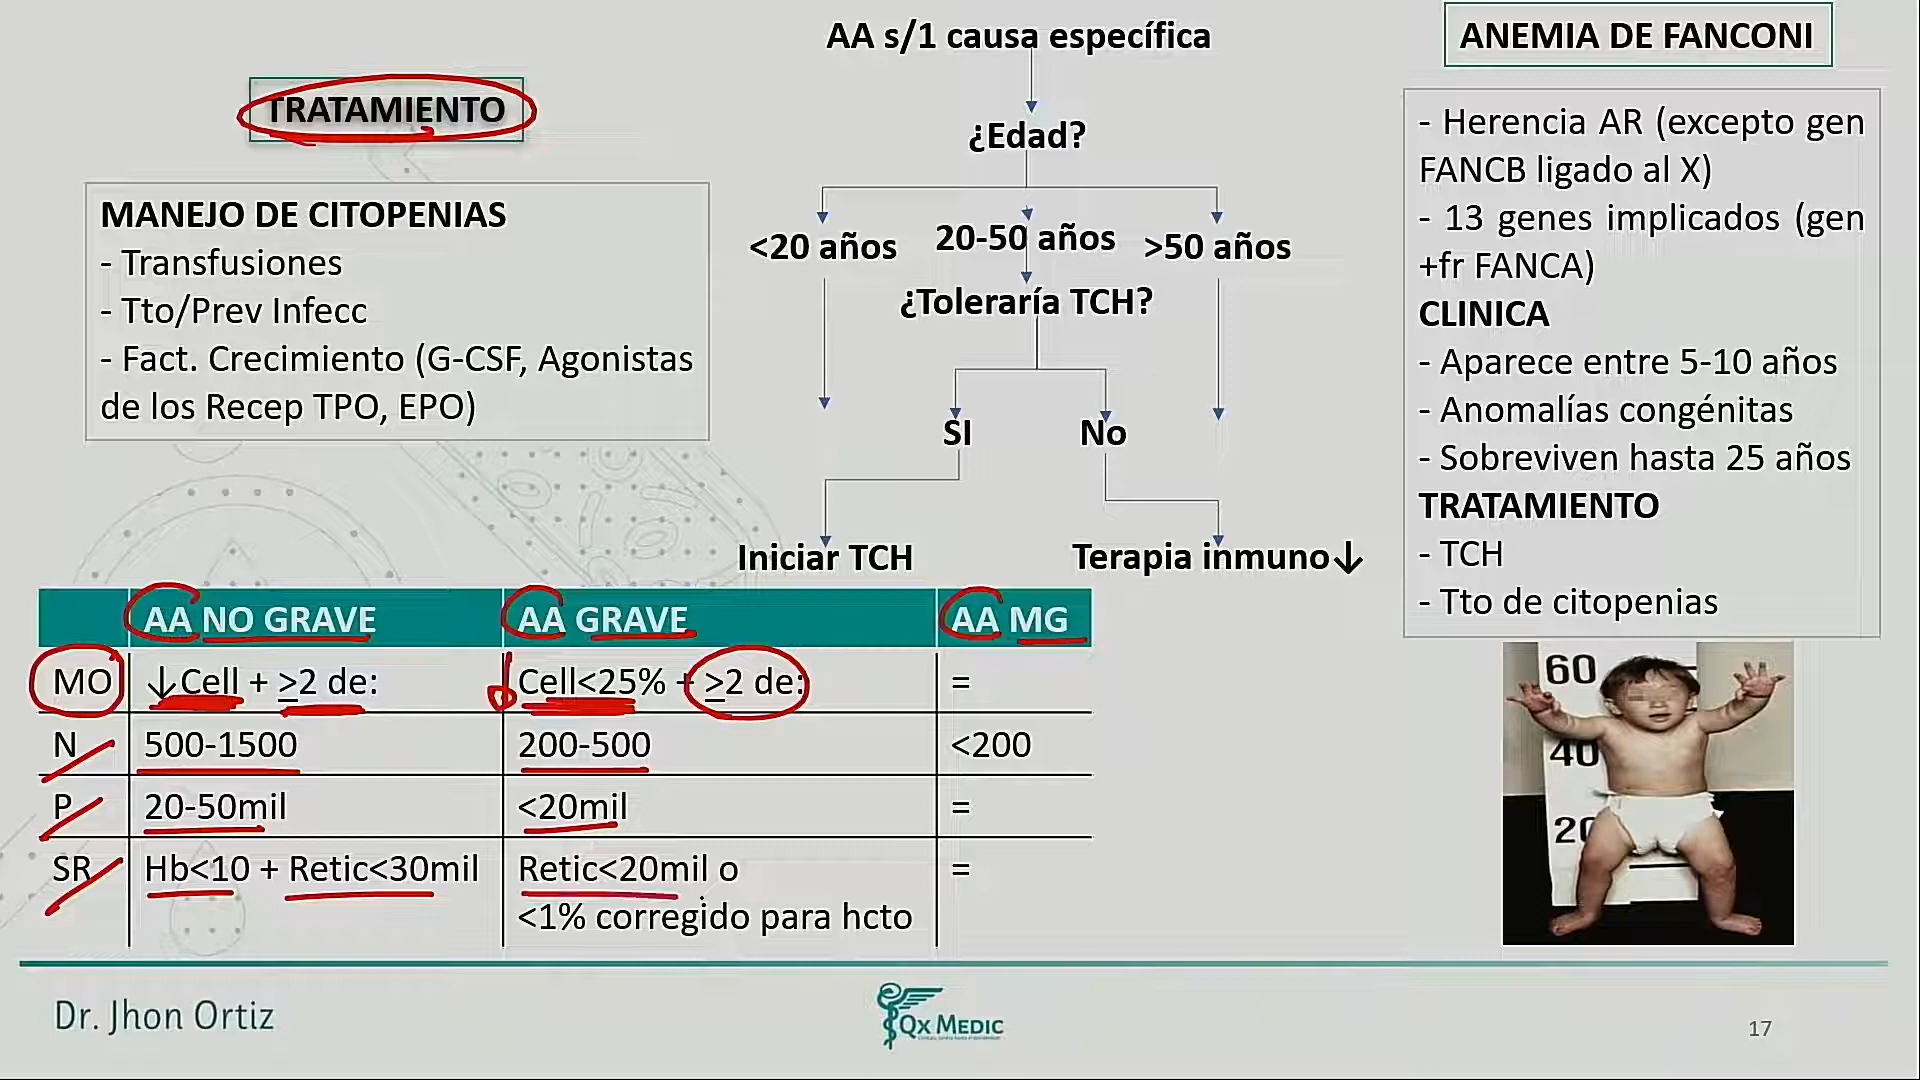 TRATAMIENTO
MANEJO DE CITOPENIAS
- Transfusiones
- Tto/Prev Infecc
- Fact. Crecimiento (G-CSF, Agonistas
de los Recep TPO, EPO)
AA s/1 causa específica
¿Edad?
<20 años
20-50 años
>50 años
¿Toleraría TCH?
SI
No
Iniciar TCH
Terapia inmuno↓
ANEMIA DE FANCONI
- Herencia AR (excepto gen
FANCB ligado al X)
- 13 genes implicados (gen
+fr FANCA)
CLINICA
- Aparece entre 5-10 años
- Anomalías congénitas
- Sobreviven hasta 25 años
TRATAMIENTO
- TCH
- Tto de citopenias
AA NO GRAVE AA GRAVE AA MG
MO ↓Cell + >2 de: Cell<25% + >2 de: =
N 500-1500 200-500 <200
P 20-50mil <20mil =
SR Hb<10 + Retic<30mil Retic<20mil o =
<1% corregido para hcto
60
40
20
Dr. Jhon Ortiz
QX MEDIC
17